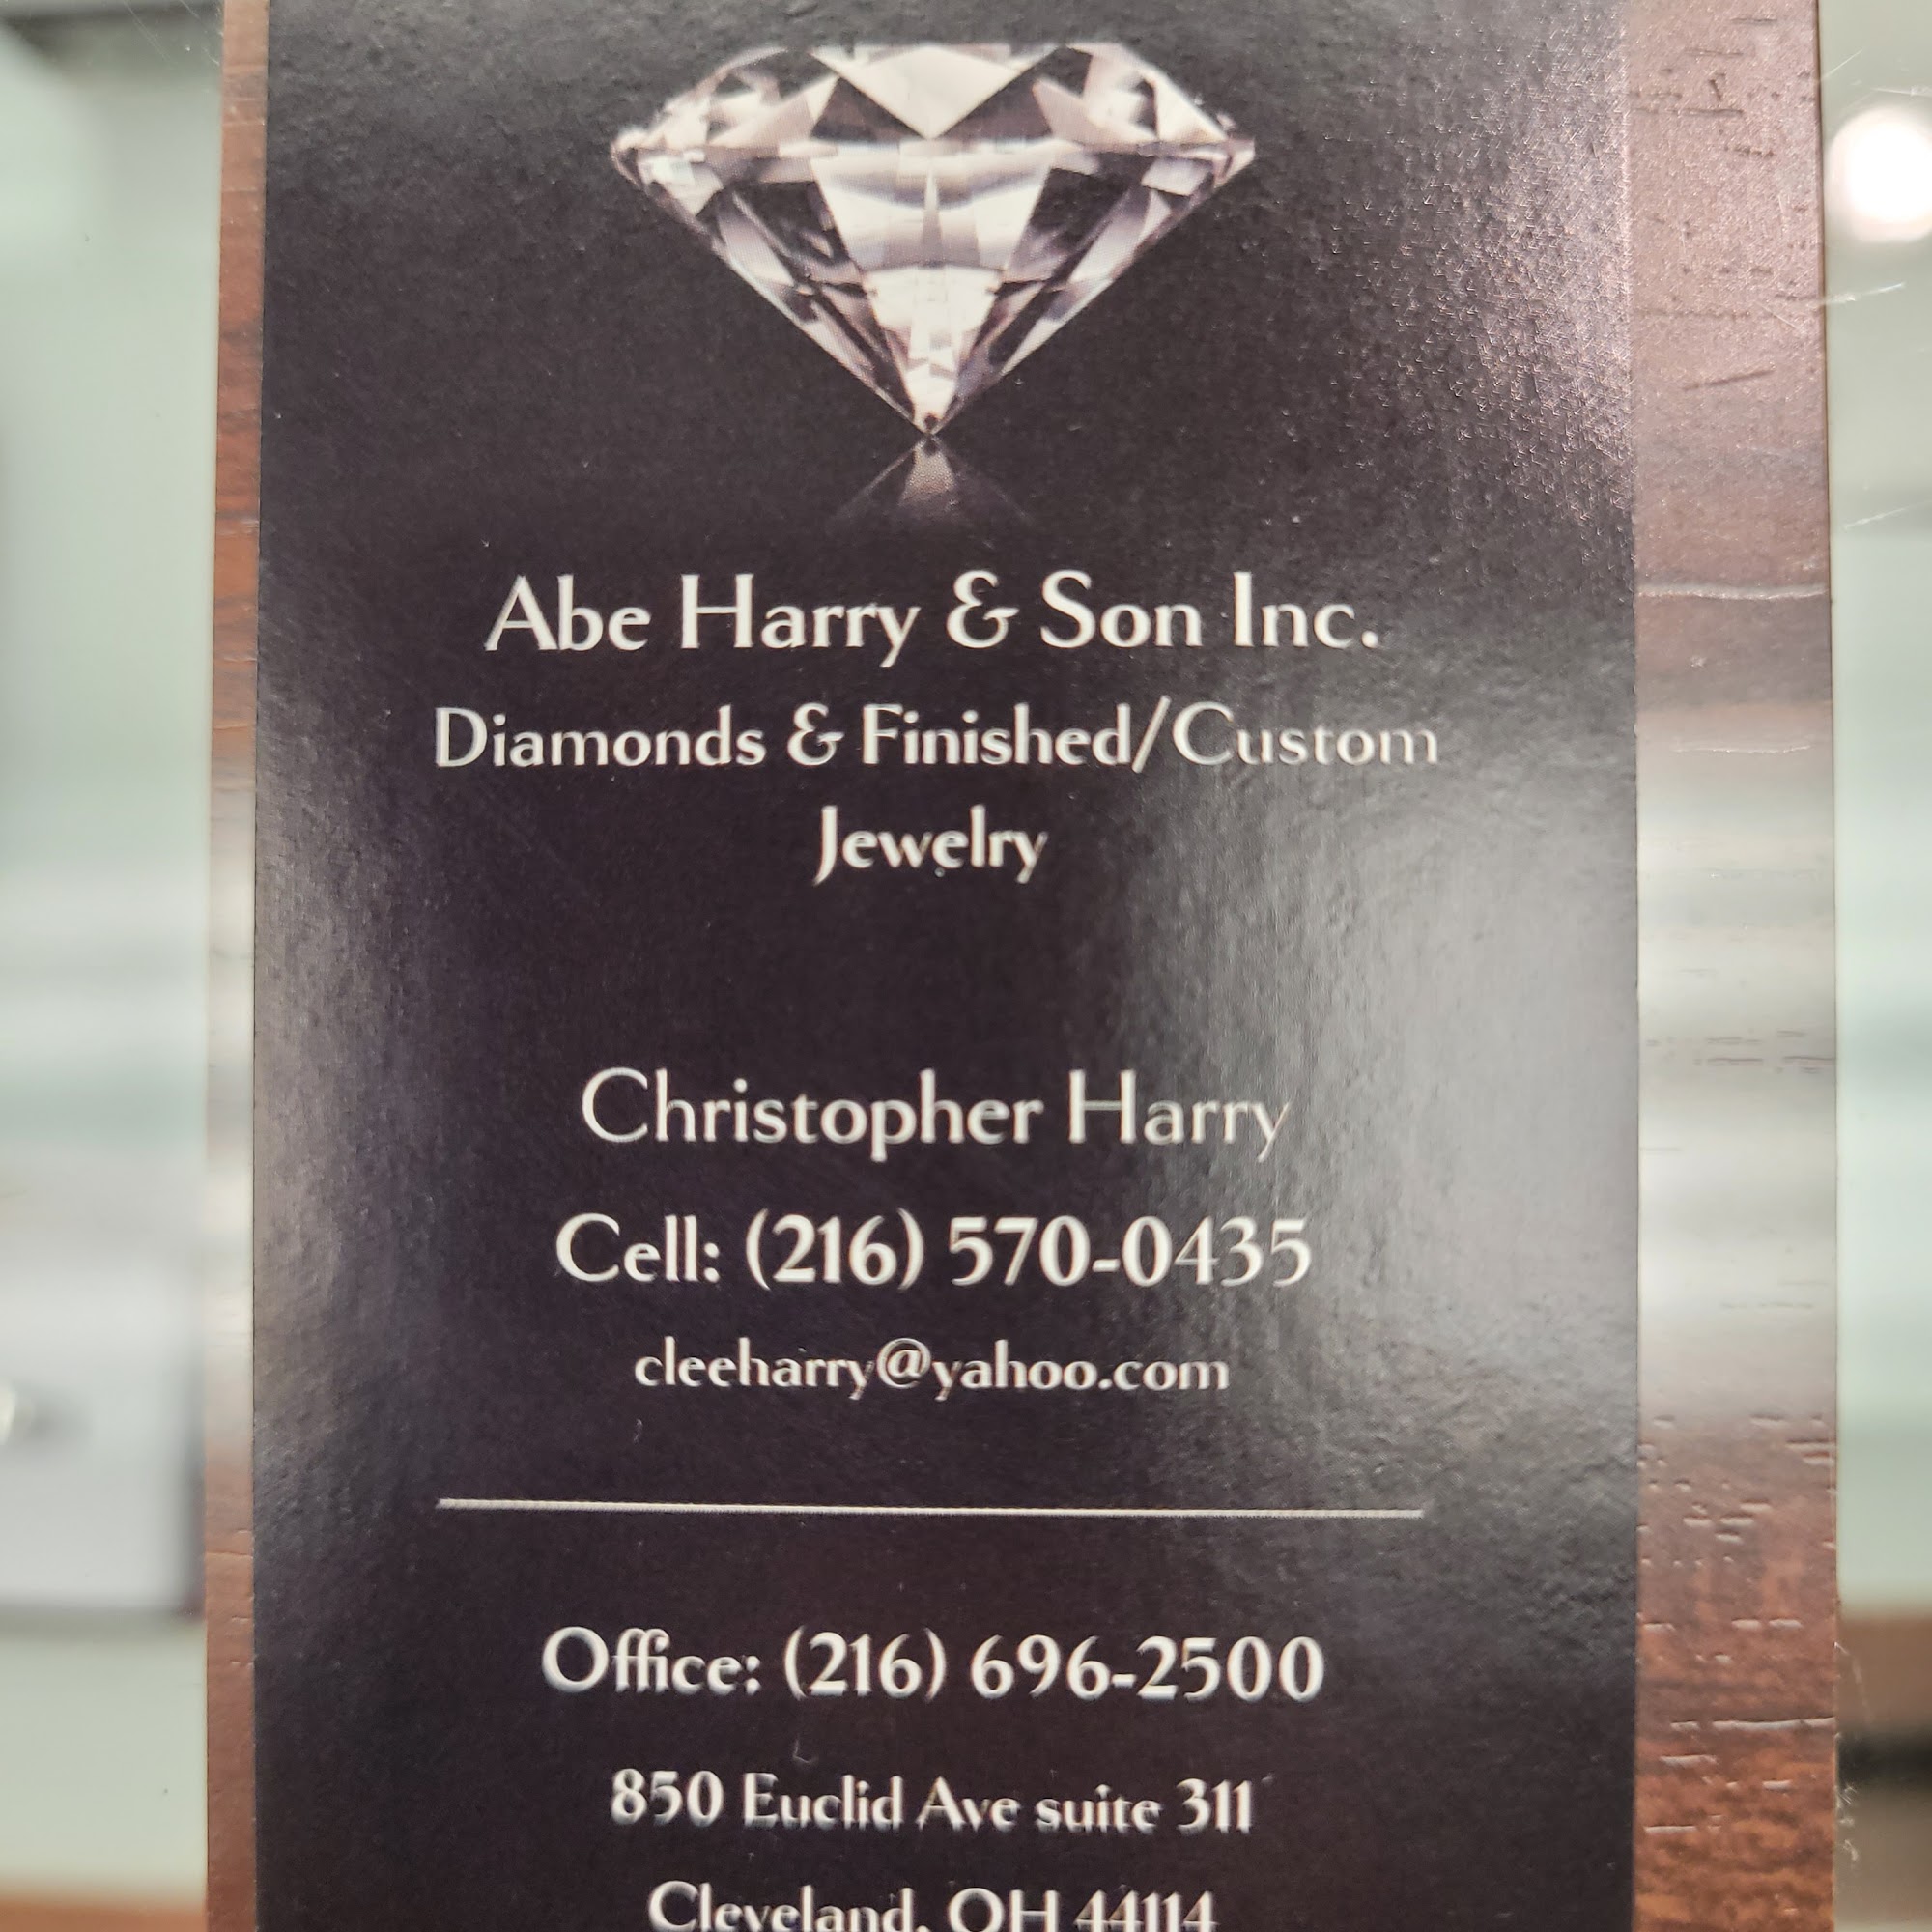 Abe Harry & Son Inc.
Diamonds & Finished/Custom
Jewelry
Christopher Harry
Cell: (216) 570-0435
cleeharry@yahoo.com
Office: (216) 696-2500
850 Euclid Ave suite 311
Cleveland, OH 44114